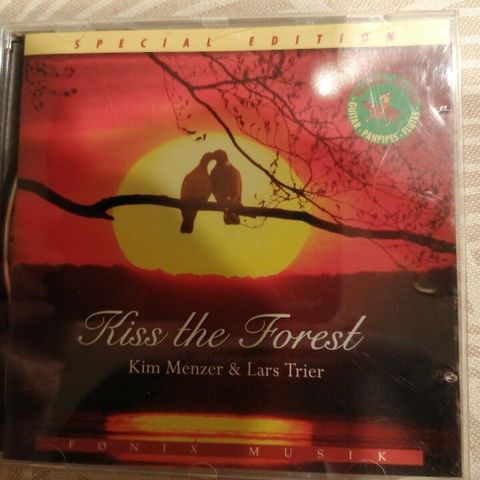 SPECIAL EDITION
GUITAR · PANPIPES · FLUTES
Kiss the Forest
Kim Menzer & Lars Trier
FØNIX MUSIK